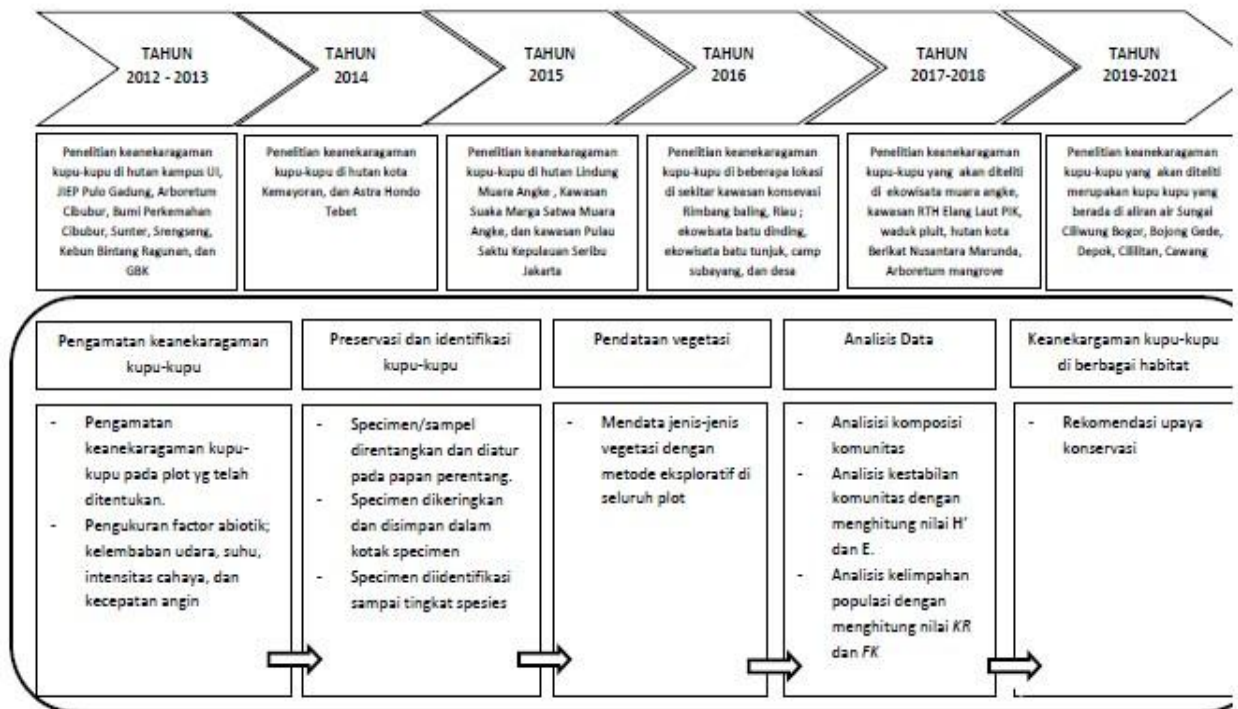 TAHUN
2012 - 2013
TAHUN
2014
TAHUN
2015
TAHUN
2016
TAHUN
2017-2018
TAHUN
2019-2021
Penelitian keanekaragaman
kupu-kupu di hutan kampus UI,
JIEP Pulo Gadung, Arboretum
Cibubur, Bumi Perkemahan
Cibubur, Sunter, Srengseng,
Kebun Bintang Ragunan, dan
GBK
Penelitian keanekaragaman
kupu-kupu di hutan kota
Kemayoran, dan Astra Hondo
Tebet
Penelitian keanekaragaman
kupu-kupu di hutan Lindung
Muara Angke , Kawasan
Suaka Marga Satwa Muara
Angke, dan kawasan Pulau
Saktu Kepulauan Seribu
Jakarta
Penelitian keanekaragaman
kupu-kupu di beberapa lokasi
di sekitar kawasan konsevasi
Rimbang baling, Riau ;
ekowisata batu dinding,
ekowisata batu tunjuk, camp
subayang, dan desa
Penelitian keanekaragaman
kupu-kupu yang akan diteliti
di ekowisata muara angke,
kawasan RTH Elang Laut PIK,
waduk pluit, hutan kota
Berikat Nusantara Marunda,
Arboretum mangrove
Penelitian keanekaragaman
kupu-kupu yang akan diteliti
merupakan kupu kupu yang
berada di aliran air Sungai
Ciliwung Bogor, Bojong Gede,
Depok, Cililitan, Cawang
Pengamatan keanekaragaman
kupu-kupu
Preservasi dan identifikasi
kupu-kupu
Pendataan vegetasi
Analisis Data
Keanekargaman kupu-kupu
di berbagai habitat
- Pengamatan
keanekaragaman kupu-
kupu pada plot yg telah
ditentukan.
- Pengukuran factor abiotik;
kelembaban udara, suhu,
intensitas cahaya, dan
kecepatan angin
- Specimen/sampel
direntangkan dan diatur
pada papan perentang.
- Specimen dikeringkan
dan disimpan dalam
kotak specimen
- Specimen diidentifikasi
sampai tingkat spesies
- Mendata jenis-jenis
vegetasi dengan
metode eksploratif di
seluruh plot
- Analisisi komposisi
komunitas
- Analisis kestabilan
komunitas dengan
menghitung nilai H'
dan E.
- Analisis kelimpahan
populasi dengan
menghitung nilai KR
dan FK
- Rekomendasi upaya
konservasi